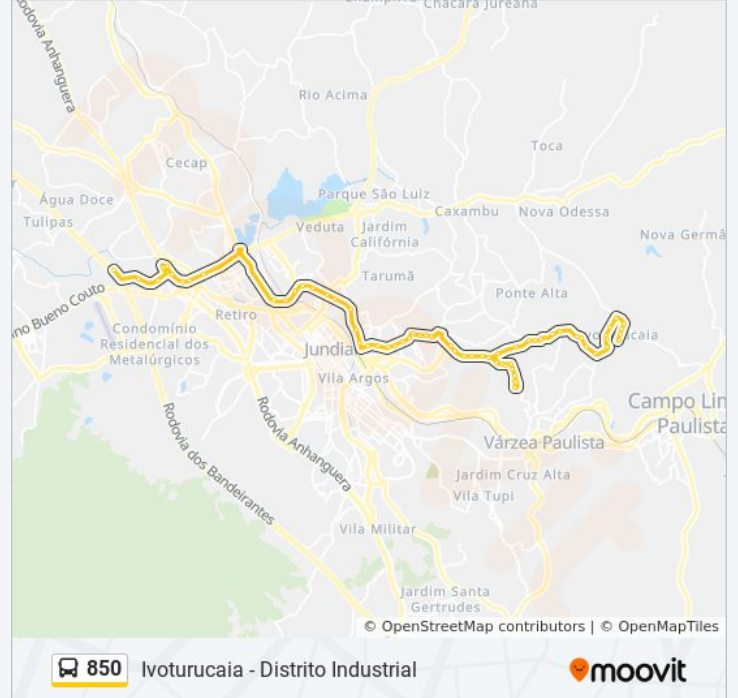 Chácara Jureana
Rodovia Anhanguera
Rio Acima
Toca
Cecap
Parque São Luiz
Água Doce
Tulipas
Veduta
Jardim
Califórnia
Caxambu
Nova Odessa
Nova Germâ
Tarumã
Ponte Alta
no Bueno Couto
Retiro
Condomínio
Residencial dos
Metalúrgicos
Jundia
Vila Argos
Campo Lim
Paulista
Rodovia dos Bandeirantes
Rodovia Anhanguera
Várzea Paulista
Jardim Cruz Alta
Vila Tupi
Vila Militar
Jardim Santa
Gertrudes
© OpenStreetMap contributors | © OpenMapTiles
850 Ivoturucaia - Distrito Industrial
moovit